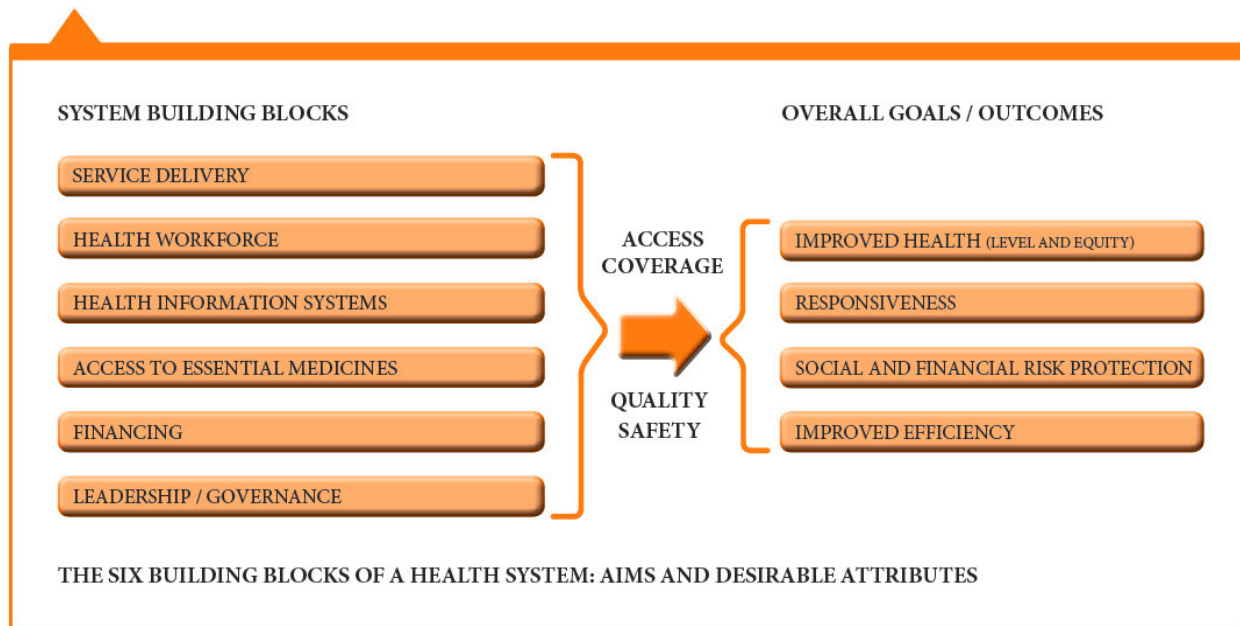 SYSTEM BUILDING BLOCKS
SERVICE DELIVERY
HEALTH WORKFORCE
HEALTH INFORMATION SYSTEMS
ACCESS TO ESSENTIAL MEDICINES
FINANCING
LEADERSHIP / GOVERNANCE
ACCESS
COVERAGE
QUALITY
SAFETY
OVERALL GOALS / OUTCOMES
IMPROVED HEALTH (LEVEL AND EQUITY)
RESPONSIVENESS
SOCIAL AND FINANCIAL RISK PROTECTION
IMPROVED EFFICIENCY
THE SIX BUILDING BLOCKS OF A HEALTH SYSTEM: AIMS AND DESIRABLE ATTRIBUTES